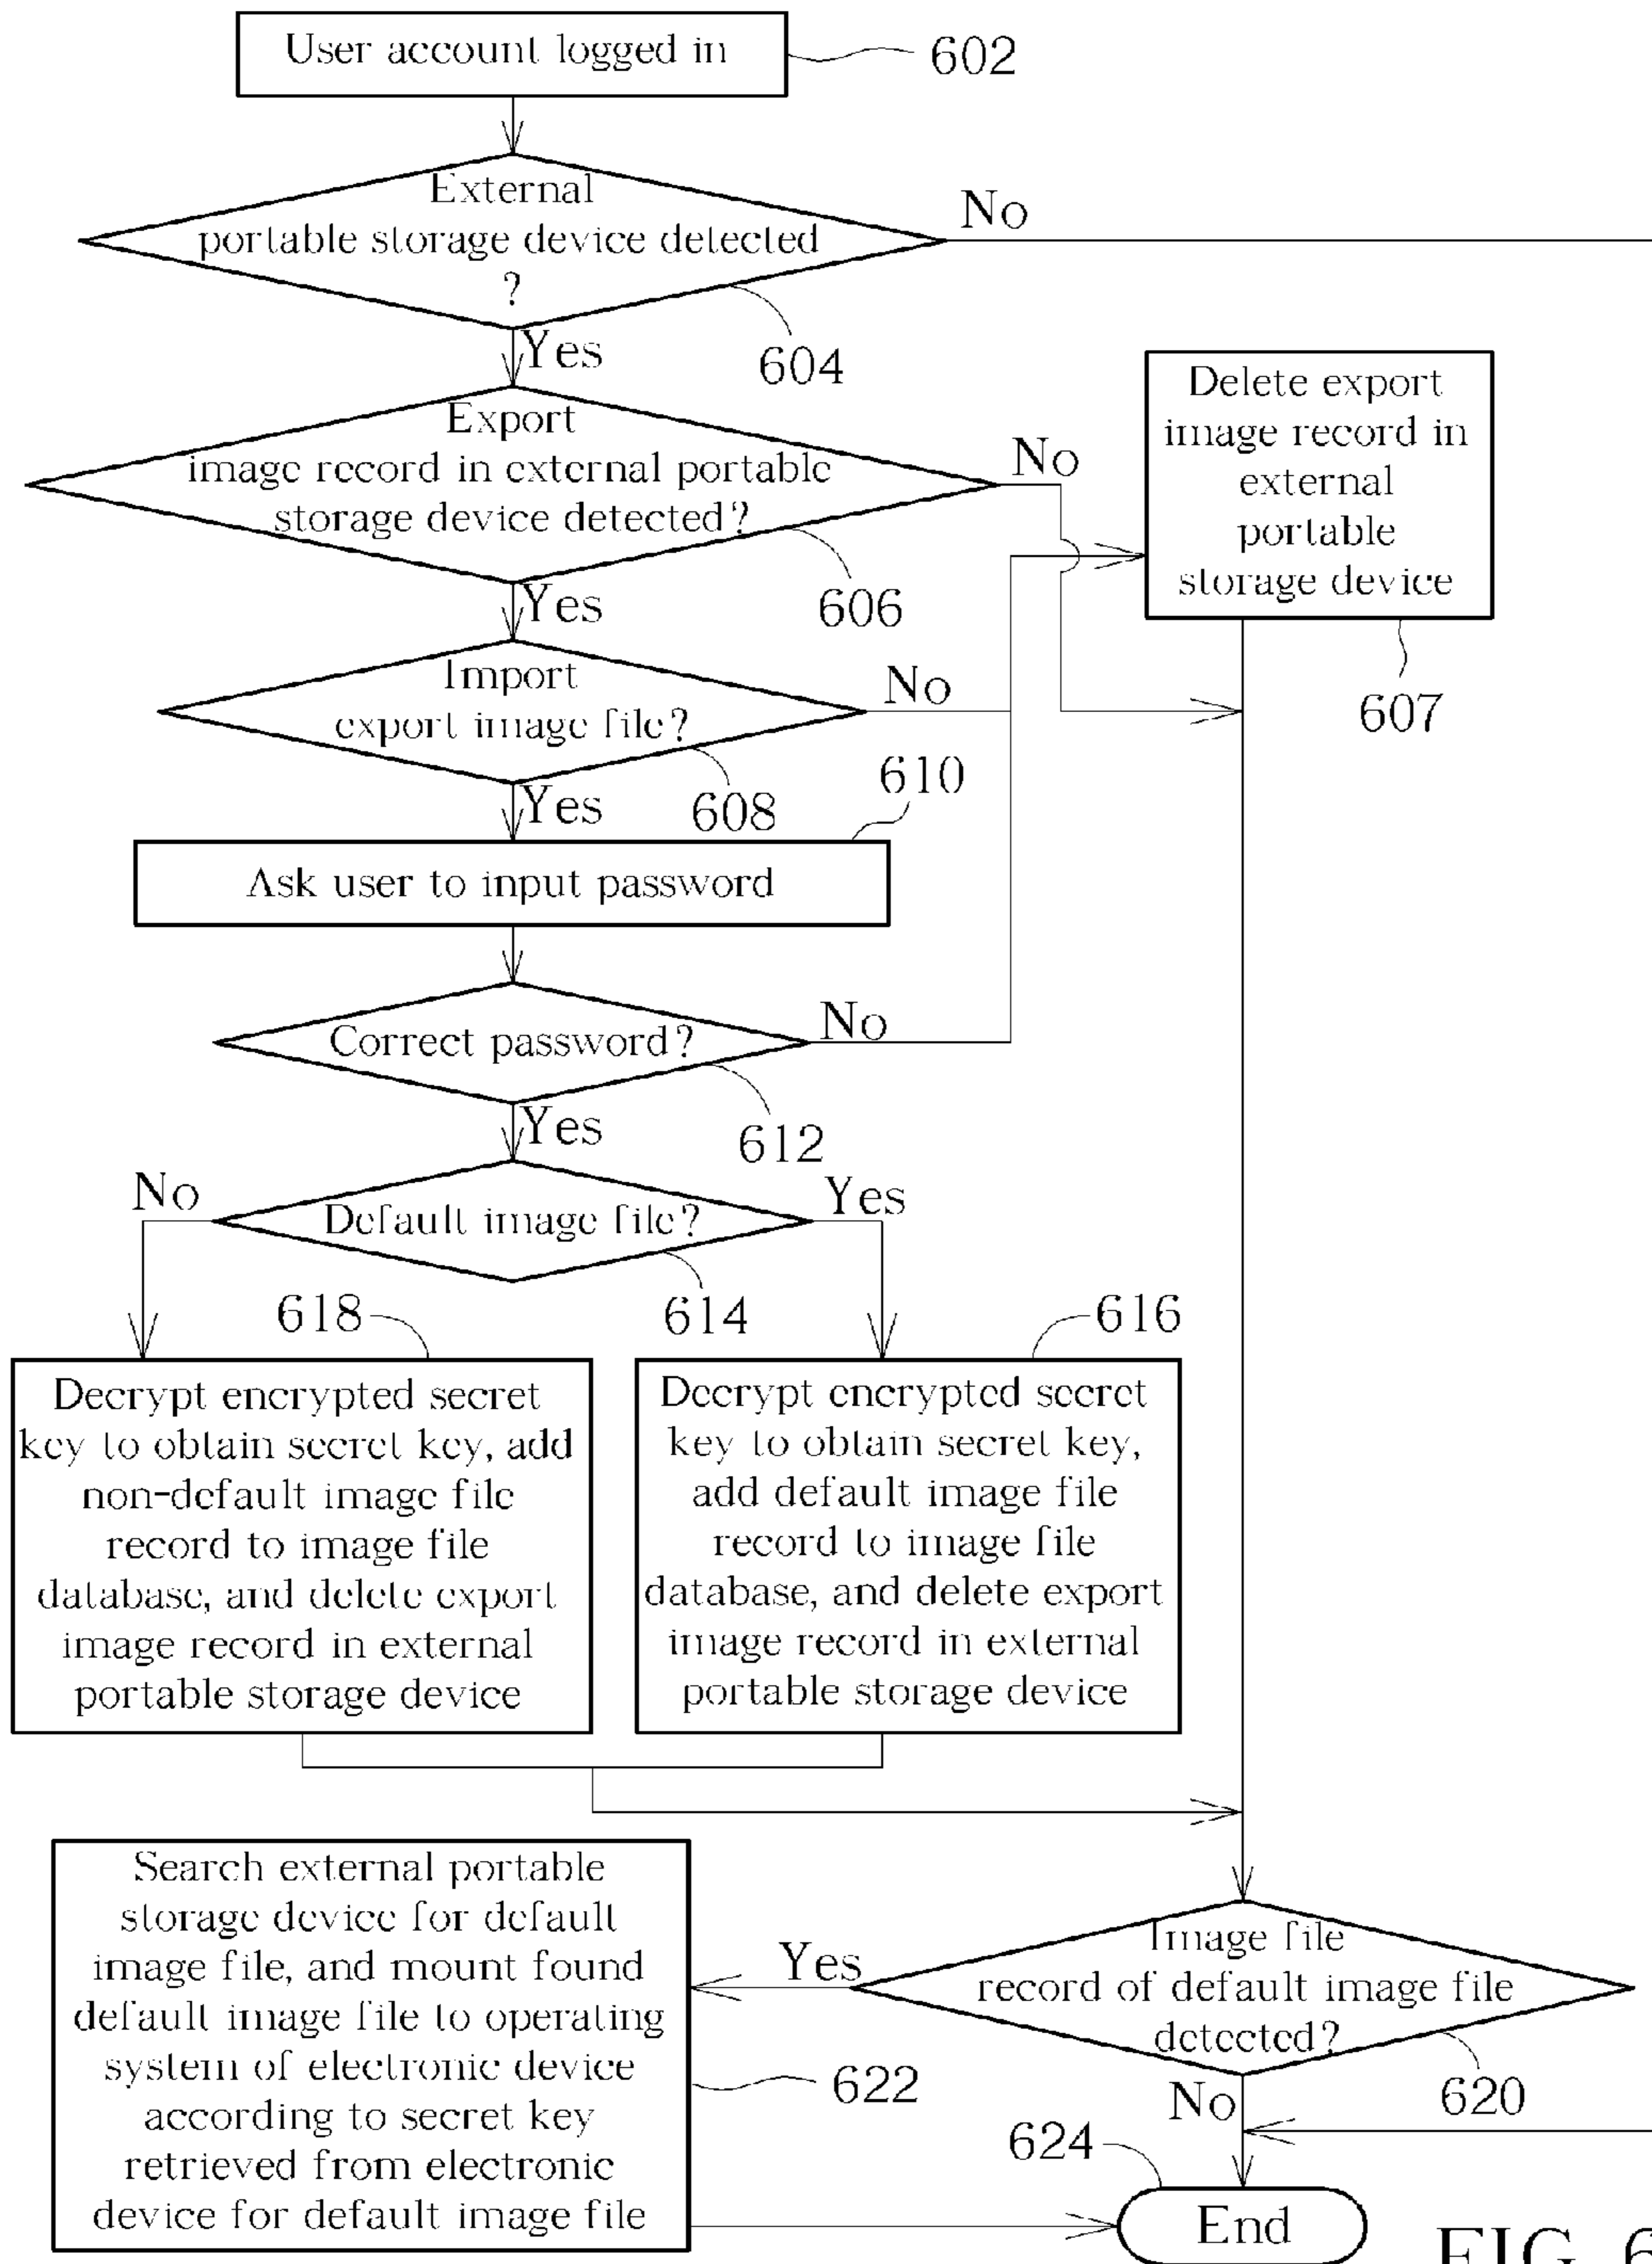 User account logged in
602
External
portable storage device detected
?
No
Yes
604
Export
image record in external portable
storage device detected?
No
Yes
606
Delete export
image record in
external
portable
storage device
607
Import
export image file?
No
Yes
608
610
Ask user to input password
Correct password?
No
Yes
612
Default image file?
No
Yes
614
618
616
Decrypt encrypted secret
key to obtain secret key, add
non-default image file
record to image file
database, and delete export
image record in external
portable storage device
Decrypt encrypted secret
key to obtain secret key,
add default image file
record to image file
database, and delete export
image record in external
portable storage device
Search external portable
storage device for default
image file, and mount found
default image file to operating
system of electronic device
according to secret key
retrieved from electronic
device for default image file
622
Image file
record of default image file
detected?
Yes
No
620
624
End
FIG. 6